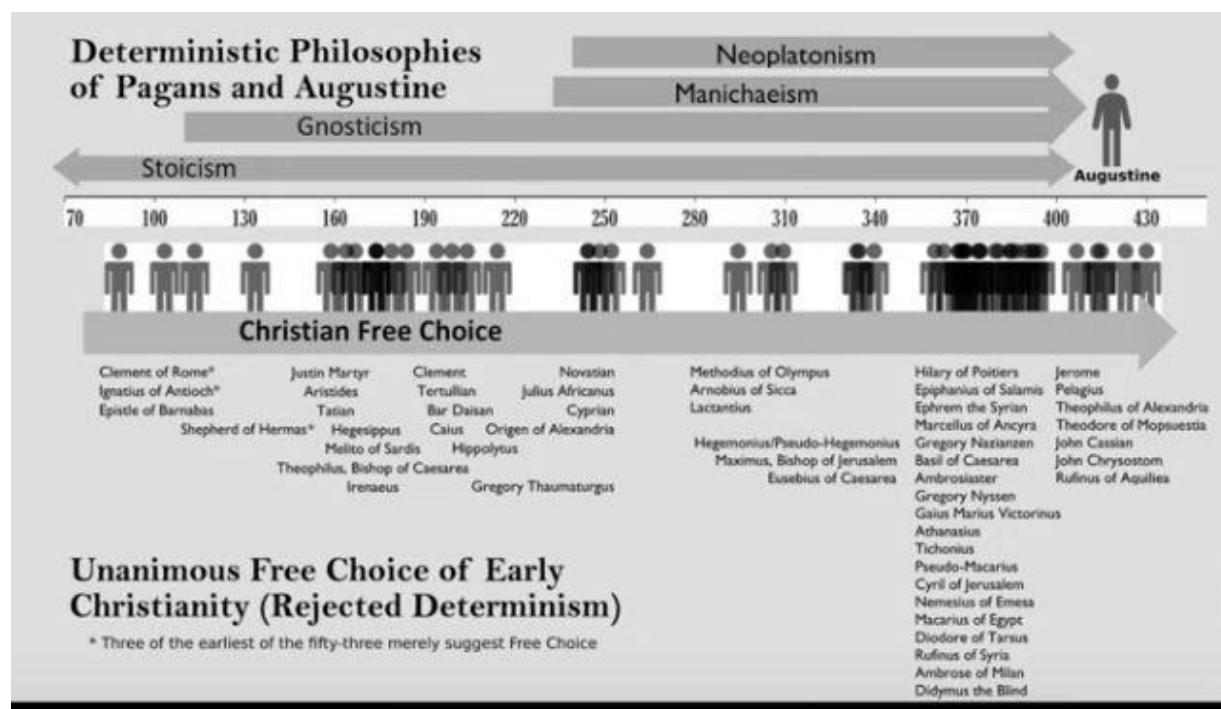 Deterministic Philosophies
of Pagans and Augustine
Neoplatonism
Manichaeism
Gnosticism
Stoicism
Augustine
70 100 130 160 190 220 250 280 310 340 370 400 430
Christian Free Choice
Clement of Rome*
Ignatius of Antioch*
Epistle of Barnabas
Shepherd of Hermas*
Justin Martyr
Aristides
Tatian
Hegesippus
Melito of Sardis
Theophilus, Bishop of Caesarea
Irenaeus
Clement
Tertullian
Bar Daisan
Caius
Hippolytus
Novatian
Julius Africanus
Cyprian
Origen of Alexandria
Gregory Thaumaturgus
Methodius of Olympus
Arnobius of Sicca
Lactantius
Hegemonius/Pseudo-Hegemonius
Maximus, Bishop of Jerusalem
Eusebius of Caesarea
Hilary of Poitiers
Epiphanius of Salamis
Ephrem the Syrian
Marcellus of Ancyra
Gregory Nazianzen
Basil of Caesarea
Ambrosiaster
Gregory Nyssen
Gaius Marius Victorinus
Athanasius
Tichonius
Pseudo-Macarius
Cyril of Jerusalem
Nemesius of Emesa
Macarius of Egypt
Diodore of Tarsus
Rufinus of Syria
Ambrose of Milan
Didymus the Blind
Jerome
Pelagius
Theophilus of Alexandria
Theodore of Mopsuestia
John Cassian
John Chrysostom
Rufinus of Aquiliea
Unanimous Free Choice of Early
Christianity (Rejected Determinism)
* Three of the earliest of the fifty-three merely suggest Free Choice